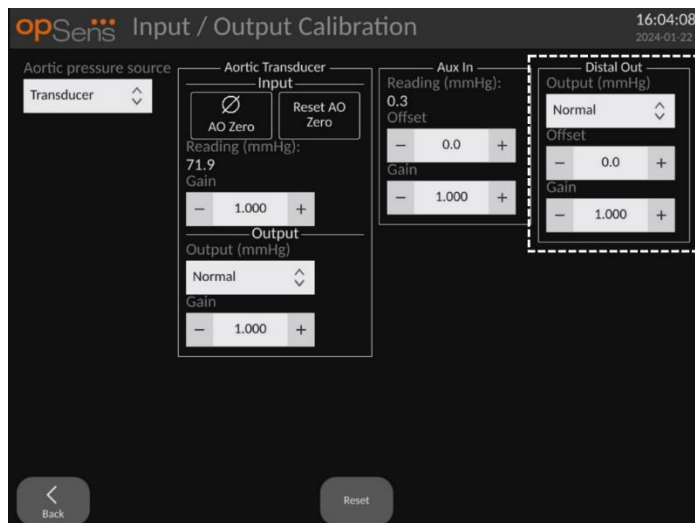 opSens Input / Output Calibration
16:04:08
2024-01-22
Aortic pressure source
Transducer
Aortic Transducer
Input
AO Zero
Reset AO
Zero
Reading (mmHg):
71.9
Gain
− 1.000 +
Output
Output (mmHg)
Normal
Gain
− 1.000 +
Aux In
Reading (mmHg):
0.3
Offset
− 0.0 +
Gain
− 1.000 +
Distal Out
Output (mmHg)
Normal
Offset
− 0.0 +
Gain
− 1.000 +
Back
Reset